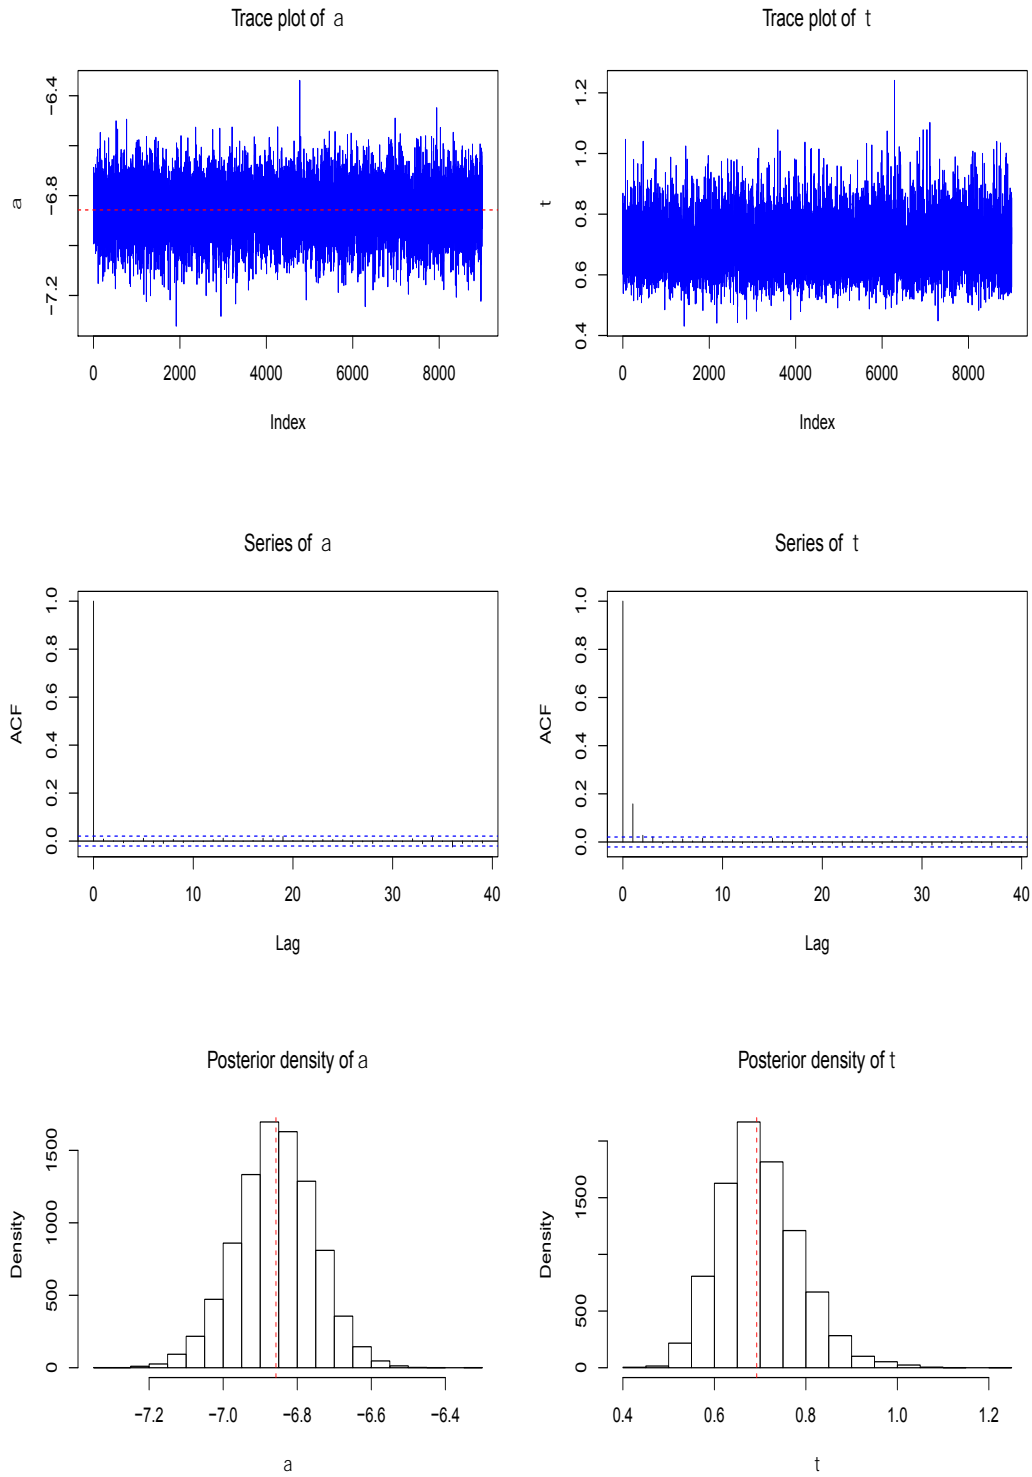 Trace plot of a
−6.4
−6.8
−7.2
a
0 2000 4000 6000 8000
Index
Trace plot of t
1.2
1.0
0.8
0.6
0.4
t
0 2000 4000 6000 8000
Index
Series of a
1.0
0.8
0.6
0.4
0.2
0.0
ACF
0 10 20 30 40
Lag
Series of t
1.0
0.8
0.6
0.4
0.2
0.0
ACF
0 10 20 30 40
Lag
Posterior density of a
1500
1000
500
0
Density
−7.2 −7.0 −6.8 −6.6 −6.4
a
Posterior density of t
1500
500
0
Density
0.4 0.6 0.8 1.0 1.2
t